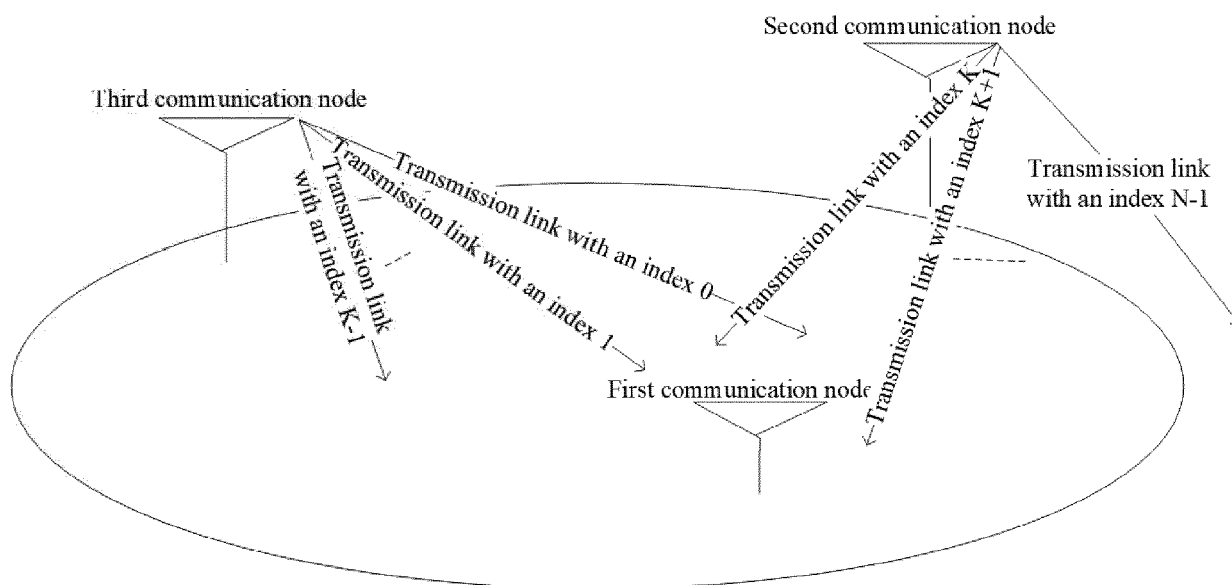 Second communication node
Third communication node
Transmission link with an index K
Transmission link with an index K+1
Transmission link
with an index N-1
Transmission link with an index 0
Transmission link with an index 1
Transmission link
with an index K-1
First communication node